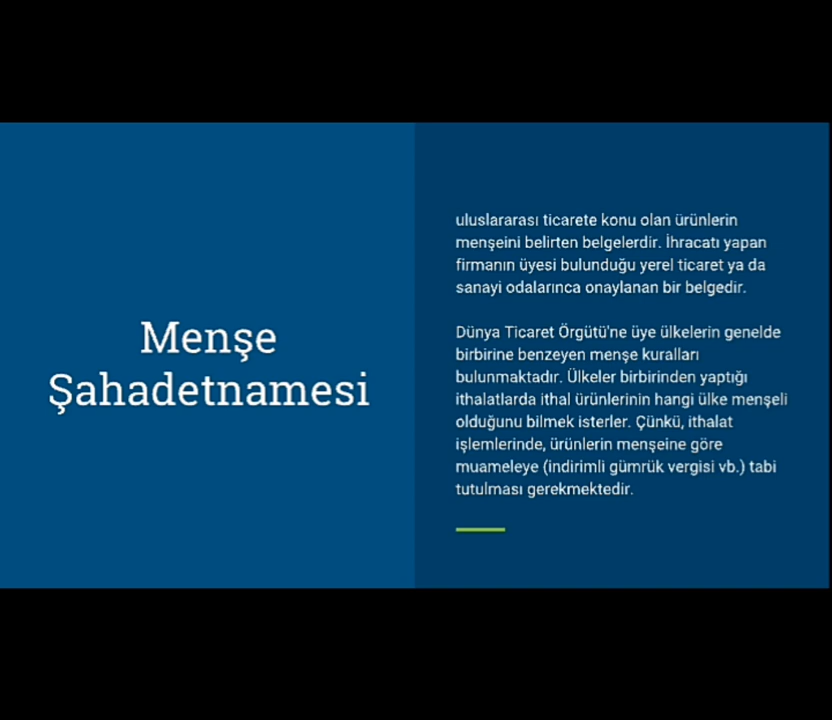 Menşe
Şahadetnamesi
uluslararası ticarete konu olan ürünlerin
menşeini belirten belgelerdir. İhracatı yapan
firmanın üyesi bulunduğu yerel ticaret ya da
sanayi odalarınca onaylanan bir belgedir.
Dünya Ticaret Örgütü'ne üye ülkelerin genelde
birbirine benzeyen menşe kuralları
bulunmaktadır. Ülkeler birbirinden yaptığı
ithalatlarda ithal ürünlerinin hangi ülke menşeli
olduğunu bilmek isterler. Çünkü, ithalat
işlemlerinde, ürünlerin menşeine göre
muameleye (indirimli gümrük vergisi vb.) tabi
tutulması gerekmektedir.